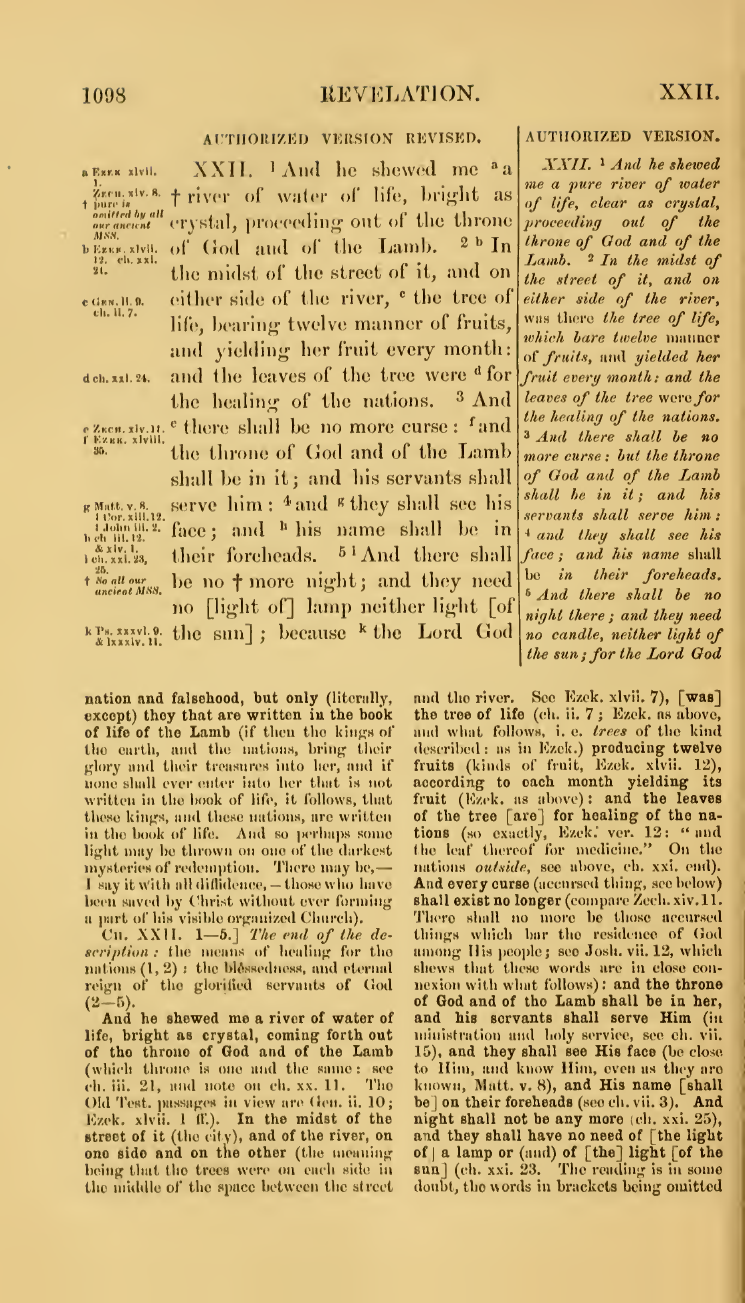 1098 REVELATION. XXII.
AUTHORIZED VERSION REVISED.
a EZEK. xlvii.
1.
ZECH. xiv. 8.
† pure is
omitted by all
our ancient
MSS.
b EZEK. xlvii.
12. ch. xxi.
21.
c GEN. ii. 9.
ch. ii. 7.
d ch. xxi. 24.
e ZECH. xiv. 11.
f EZEK. xlviii.
35.
g Matt. v. 8.
1 Cor. xiii. 12.
1 John iii. 2.
h ch. iii. 12.
& xiv. 1.
i ch. xxi. 23,
25.
† So all our
ancient MSS.
k Ps. xxxvi. 9.
& lxxxiv. 11.
XXII. 1 And he shewed me a a
† river of water of life, bright as
crystal, proceeding out of the throne
of God and of the Lamb. 2 b In
the midst of the street of it, and on
either side of the river, c the tree of
life, bearing twelve manner of fruits,
and yielding her fruit every month:
and the leaves of the tree were d for
the healing of the nations. 3 And
e there shall be no more curse: f and
the throne of God and of the Lamb
shall be in it; and his servants shall
serve him: 4 and g they shall see his
face; and h his name shall be in
their foreheads. 5 i And there shall
be no † more night; and they need
no [light of] lamp neither light [of
the sun]; because k the Lord God
AUTHORIZED VERSION.
XXII. 1 And he shewed
me a pure river of water
of life, clear as crystal,
proceeding out of the
throne of God and of the
Lamb. 2 In the midst of
the street of it, and on
either side of the river,
was there the tree of life,
which bare twelve manner
of fruits, and yielded her
fruit every month: and the
leaves of the tree were for
the healing of the nations.
3 And there shall be no
more curse: but the throne
of God and of the Lamb
shall be in it; and his
servants shall serve him:
4 and they shall see his
face; and his name shall
be in their foreheads.
5 And there shall be no
night there; and they need
no candle, neither light of
the sun; for the Lord God
nation and falsehood, but only (literally,
except) they that are written in the book
of life of the Lamb (if then the kings of
the earth, and the nations, bring their
glory and their treasures into her, and if
none shall ever enter into her that is not
written in the book of life, it follows, that
these kings, and these nations, are written
in the book of life. And so perhaps some
light may be thrown on one of the darkest
mysteries of redemption. There may be,—
I say it with all diffidence,—those who have
been saved by Christ without ever forming
a part of his visible organized Church).
CH. XXII. 1—5.] The end of the de-
scription: the means of healing for the
nations (1, 2): the blessedness, and eternal
reign of the glorified servants of God
(2—5).
And he shewed me a river of water of
life, bright as crystal, coming forth out
of the throne of God and of the Lamb
(which throne is one and the same: see
ch. iii. 21, and note on ch. xx. 11. The
Old Test. passages in view are Gen. ii. 10;
Ezek. xlvii. 1 ff.). In the midst of the
street of it (the city), and of the river, on
one side and on the other (the meaning
being that the trees were on each side in
the middle of the space between the street
and the river. See Ezek. xlvii. 7), [was]
the tree of life (ch. ii. 7; Ezek. as above,
and what follows, i. e. trees of the kind
described: as in Ezek.) producing twelve
fruits (kinds of fruit, Ezek. xlvii. 12),
according to each month yielding its
fruit (Ezek. as above): and the leaves
of the tree [are] for healing of the na-
tions (so exactly, Ezek. ver. 12: "and
the leaf thereof for medicine." On the
nations outside, see above, ch. xxi. end).
And every curse (accursed thing, see below)
shall exist no longer (compare Zech. xiv. 11.
There shall no more be those accursed
things which bar the residence of God
among His people; see Josh. vii. 12, which
shews that these words are in close con-
nexion with what follows): and the throne
of God and of the Lamb shall be in her,
and his servants shall serve Him (in
ministration and holy service, see ch. vii.
15), and they shall see His face (be close
to Him, and know Him, even as they are
known, Matt. v. 8), and His name [shall
be] on their foreheads (see ch. vii. 3). And
night shall not be any more (ch. xxi. 25),
and they shall have no need of [the light
of] a lamp or (and) of [the] light [of the
sun] (ch. xxi. 23. The reading is in some
doubt, the words in brackets being omitted